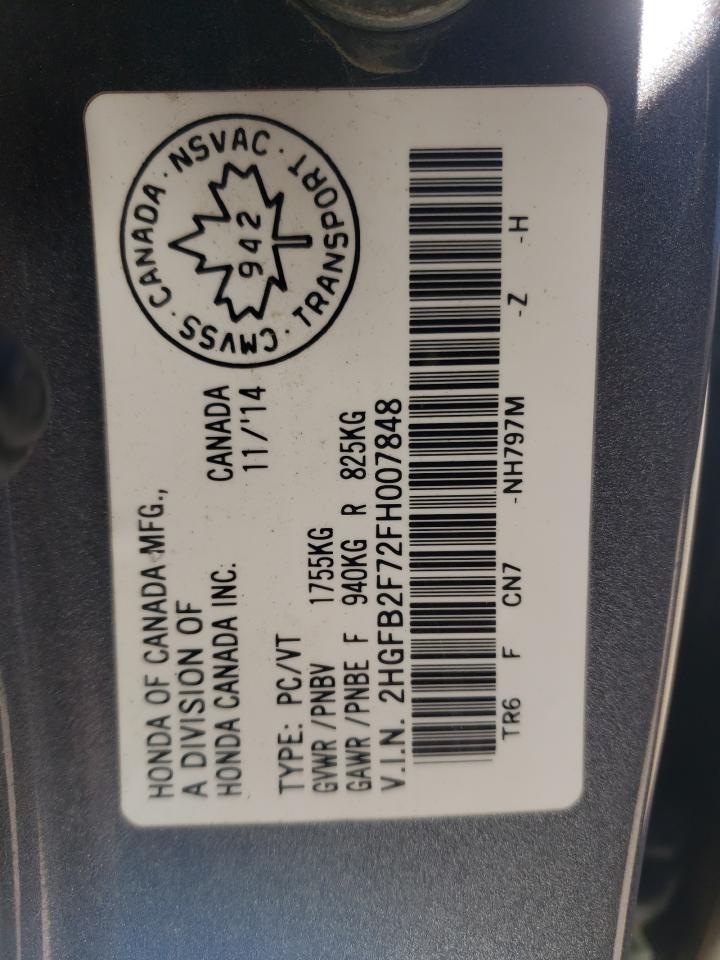 HONDA OF CANADA MFG.,
A DIVISION OF
HONDA CANADA INC.
CANADA
11/'14
CMVSS · CANADA · NSVAC · TRANSPORT ·
942
TYPE: PC/VT
GVWR /PNBV 1755KG
GAWR /PNBE F 940KG R 825KG
V.I.N. 2HGFB2F72FH007848
TR6 F CN7 -NH797M -Z -H